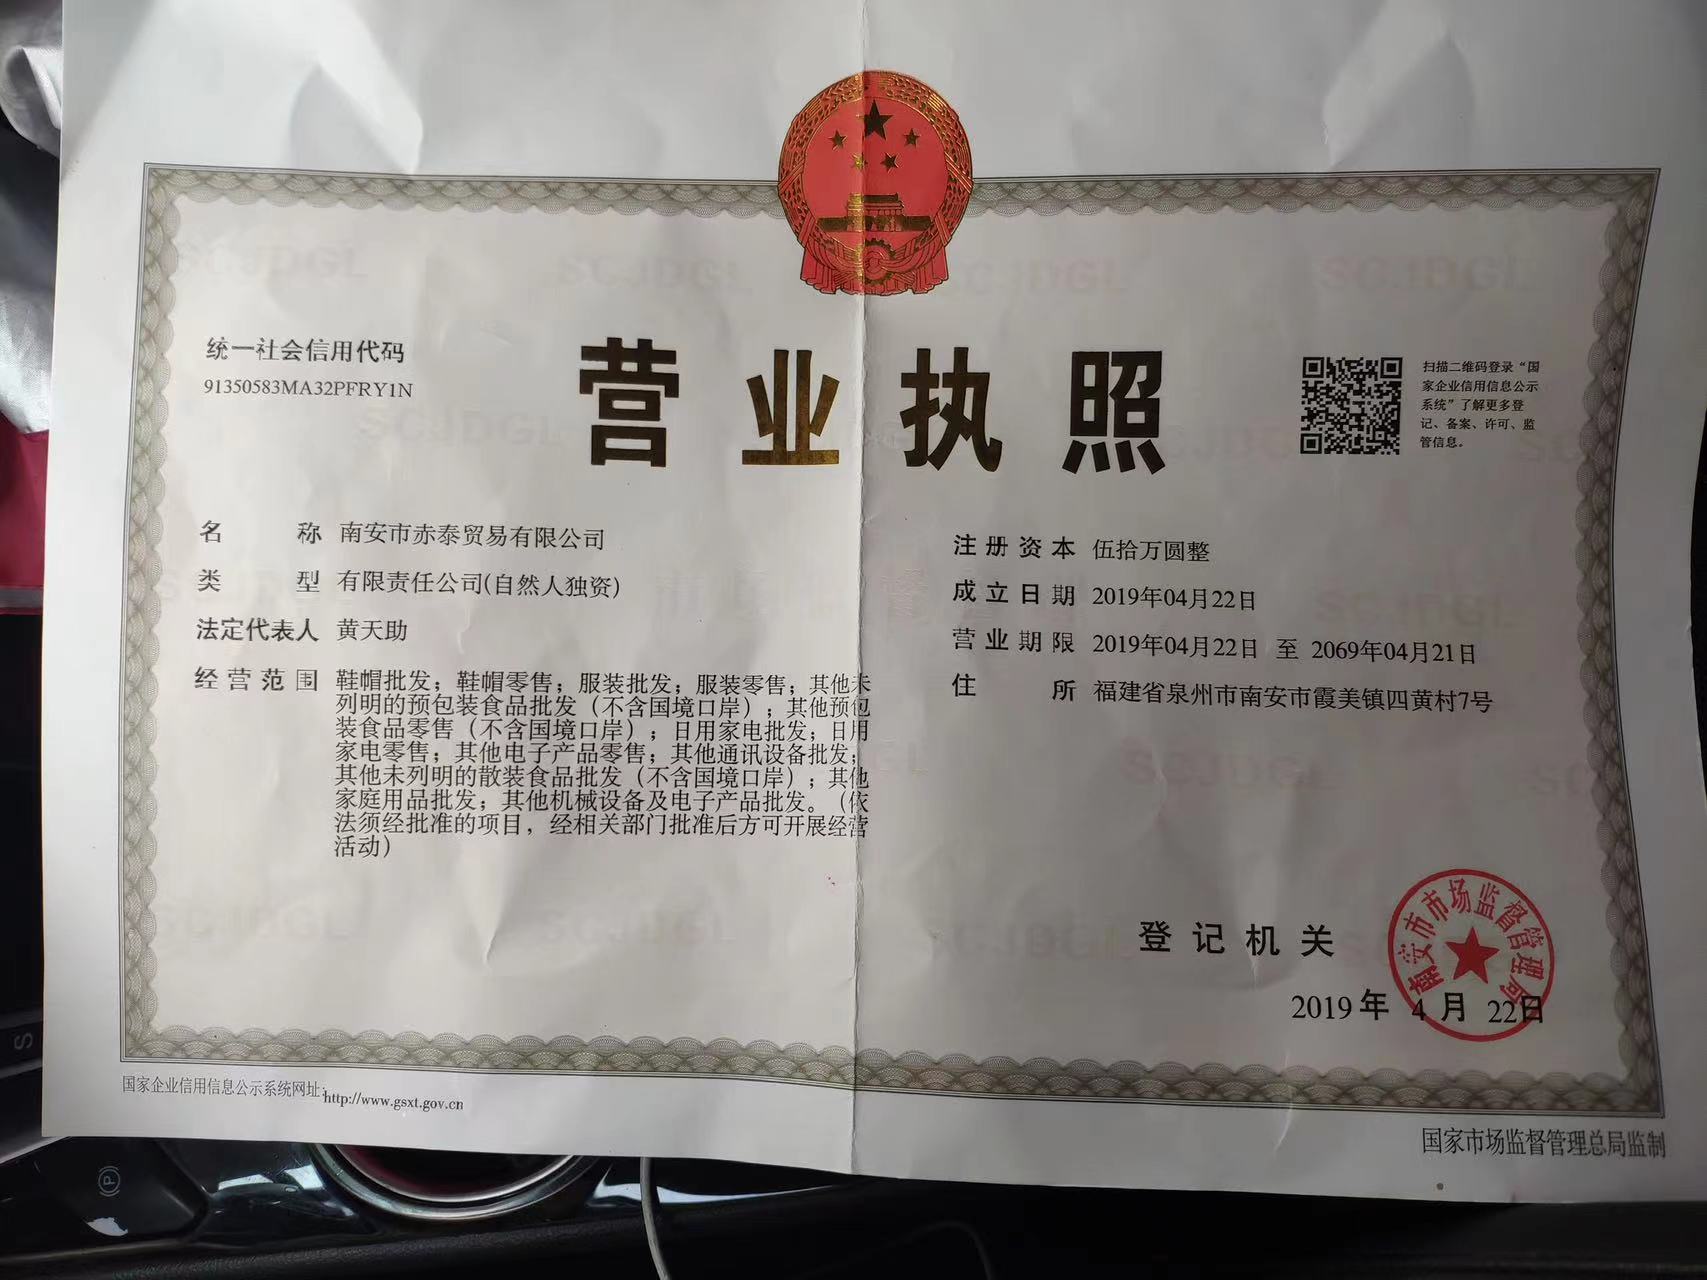 统一社会信用代码
91350583MA32PFRY1N
营业执照
扫描二维码登录“国
家企业信用信息公示
系统”了解更多登
记、备案、许可、监
管信息。
名称 南安市赤泰贸易有限公司
类型 有限责任公司(自然人独资)
法定代表人 黄天助
经营范围 鞋帽批发；鞋帽零售；服装批发；服装零售；其他未
列明的预包装食品批发（不含国境口岸）；其他预包
装食品零售（不含国境口岸）；日用家电批发；日用
家电零售；其他电子产品零售；其他通讯设备批发；
其他未列明的散装食品批发（不含国境口岸）；其他
家庭用品批发；其他机械设备及电子产品批发。（依
法须经批准的项目，经相关部门批准后方可开展经营
活动）
注册资本 伍拾万圆整
成立日期 2019年04月22日
营业期限 2019年04月22日 至 2069年04月21日
住所 福建省泉州市南安市霞美镇四黄村7号
登记机关
南安市市场监督管理局
2019年 4月 22日
国家企业信用信息公示系统网址：http://www.gsxt.gov.cn
国家市场监督管理总局监制